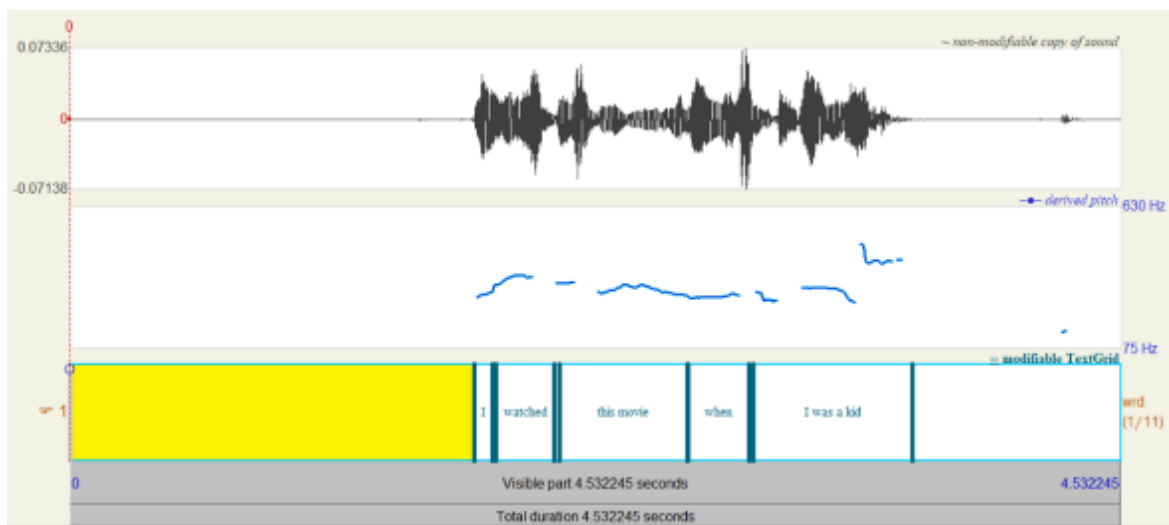 0
0.07336
~ non-modifiable copy of sound
0
-0.07138
derived pitch
630 Hz
75 Hz
modifiable TextGrid
1
I watched this movie when I was a kid
wrd
(1/11)
0 Visible part 4.532245 seconds 4.532245
Total duration 4.532245 seconds